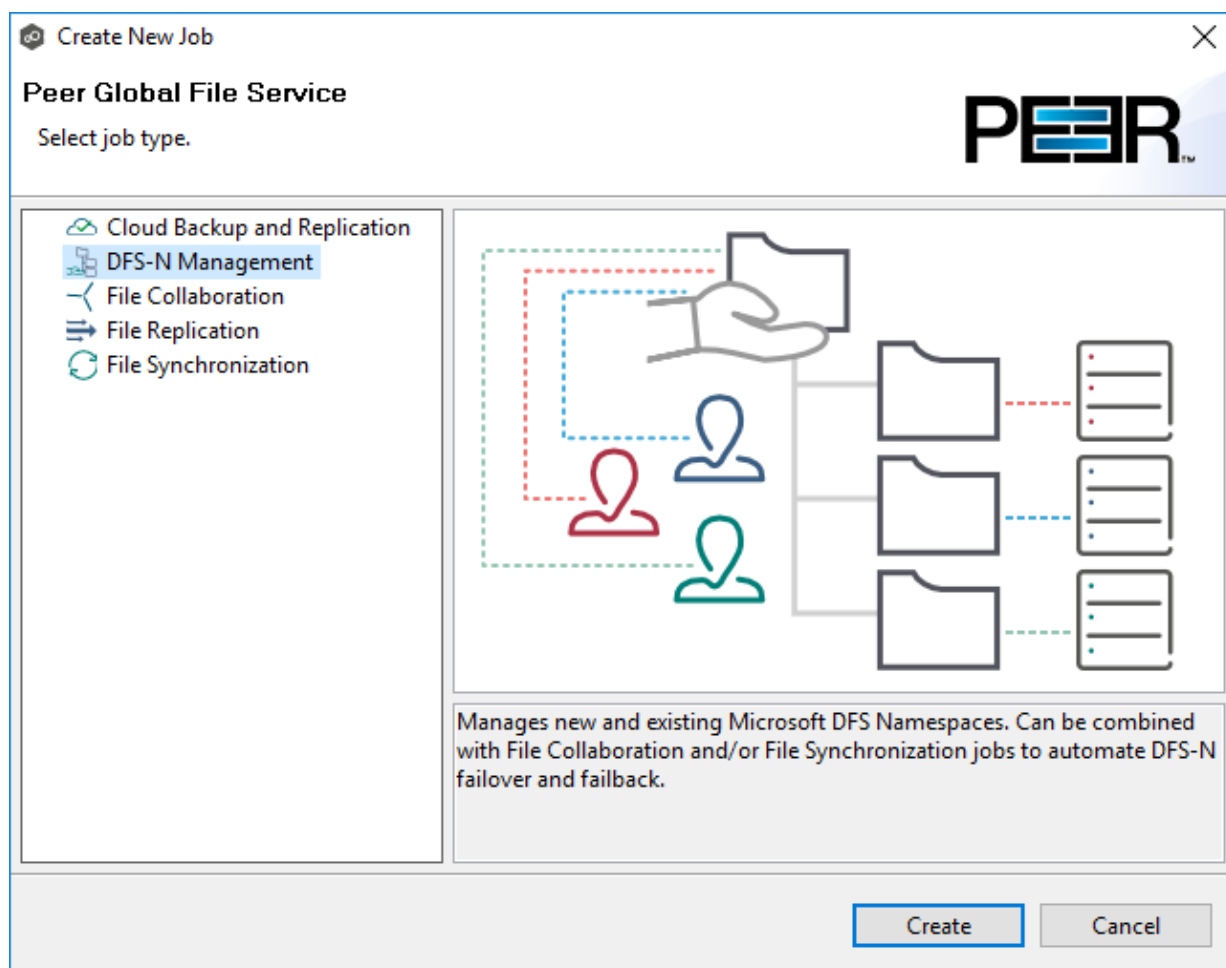 Create New Job
Peer Global File Service
Select job type.
PEER™
Cloud Backup and Replication
DFS-N Management
File Collaboration
File Replication
File Synchronization
Manages new and existing Microsoft DFS Namespaces. Can be combined
with File Collaboration and/or File Synchronization jobs to automate DFS-N
failover and failback.
Create
Cancel